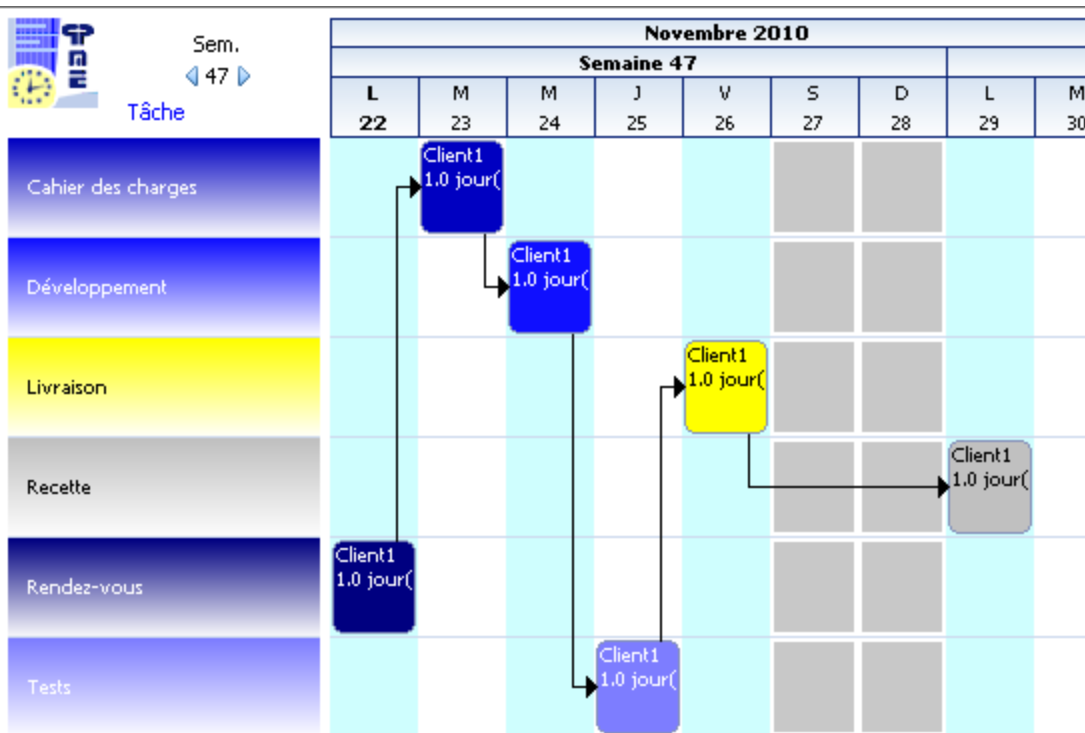 PME
Sem.
47
Tâche
Novembre 2010
Semaine 47
L M M J V S D L M
22 23 24 25 26 27 28 29 30
Cahier des charges
Client1
1.0 jour(
Développement
Client1
1.0 jour(
Livraison
Client1
1.0 jour(
Recette
Client1
1.0 jour(
Rendez-vous
Client1
1.0 jour(
Tests
Client1
1.0 jour(